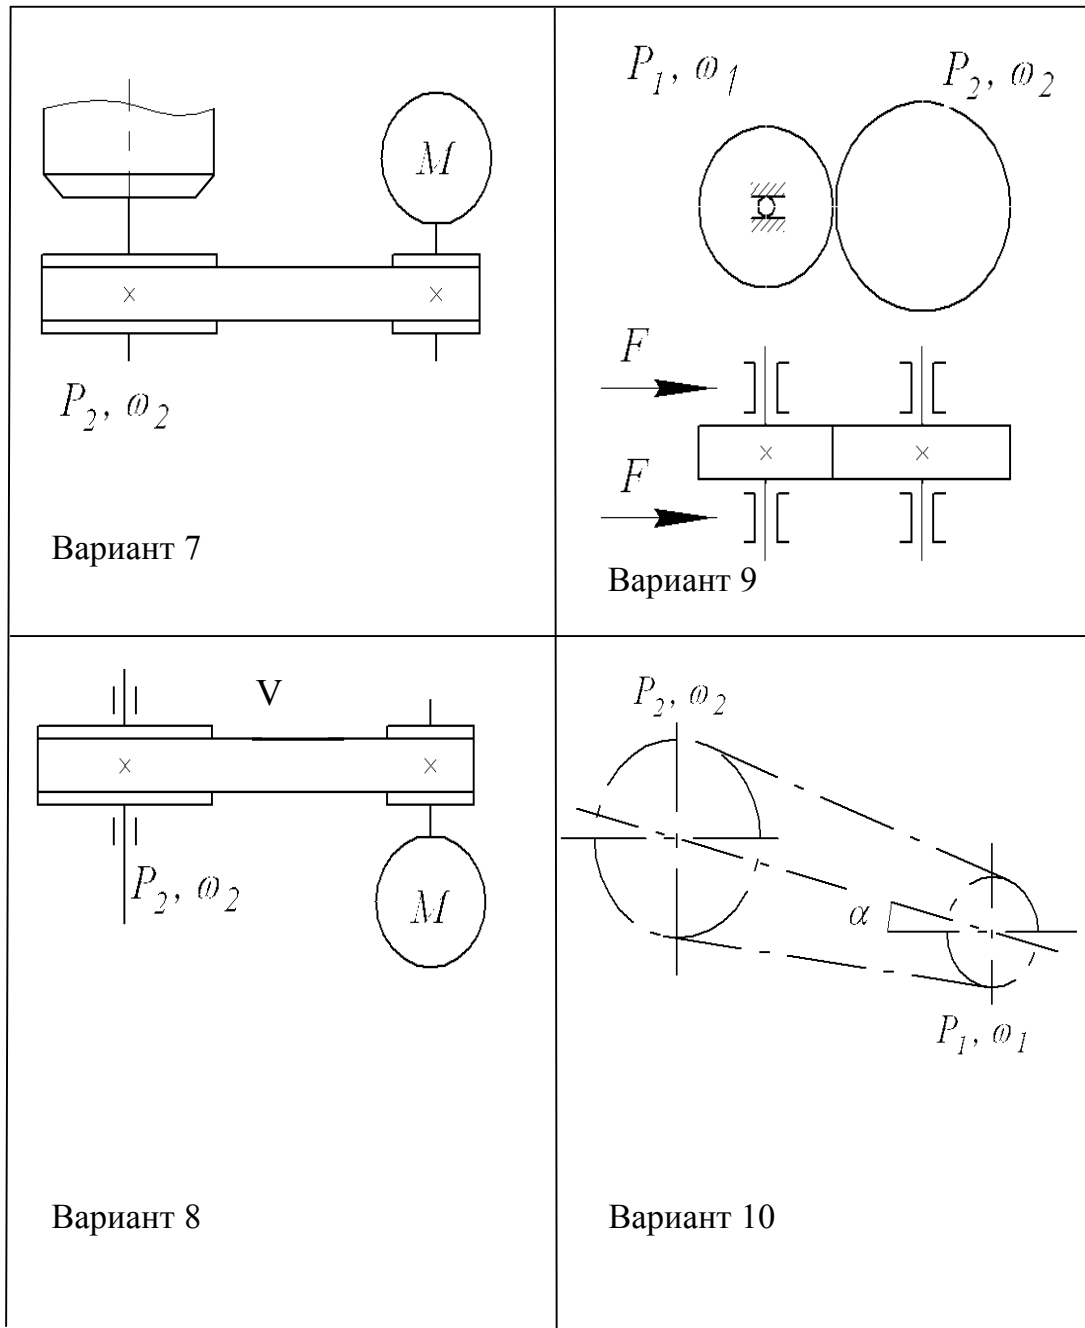 M
P₂, ω₂
Вариант 7
P₁, ω₁
P₂, ω₂
F
F
Вариант 9
V
P₂, ω₂
M
Вариант 8
P₂, ω₂
α
P₁, ω₁
Вариант 10